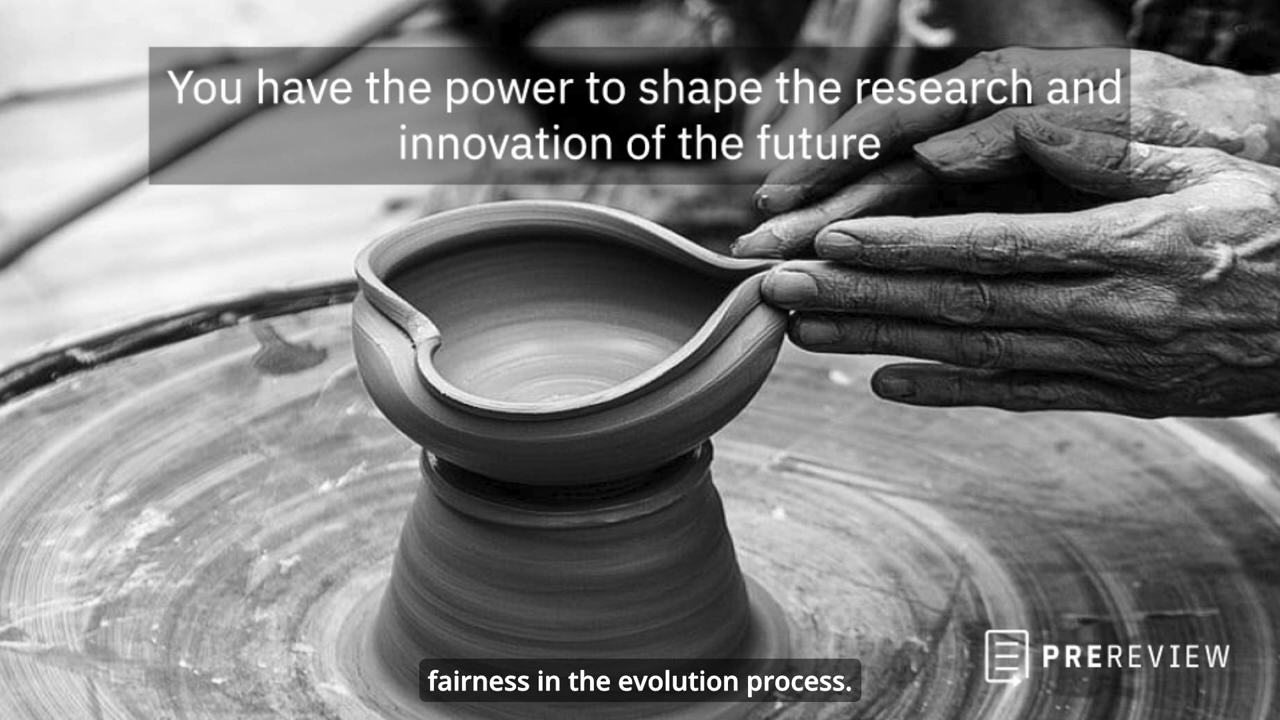 You have the power to shape the research and
innovation of the future
PREREVIEW
fairness in the evolution process.